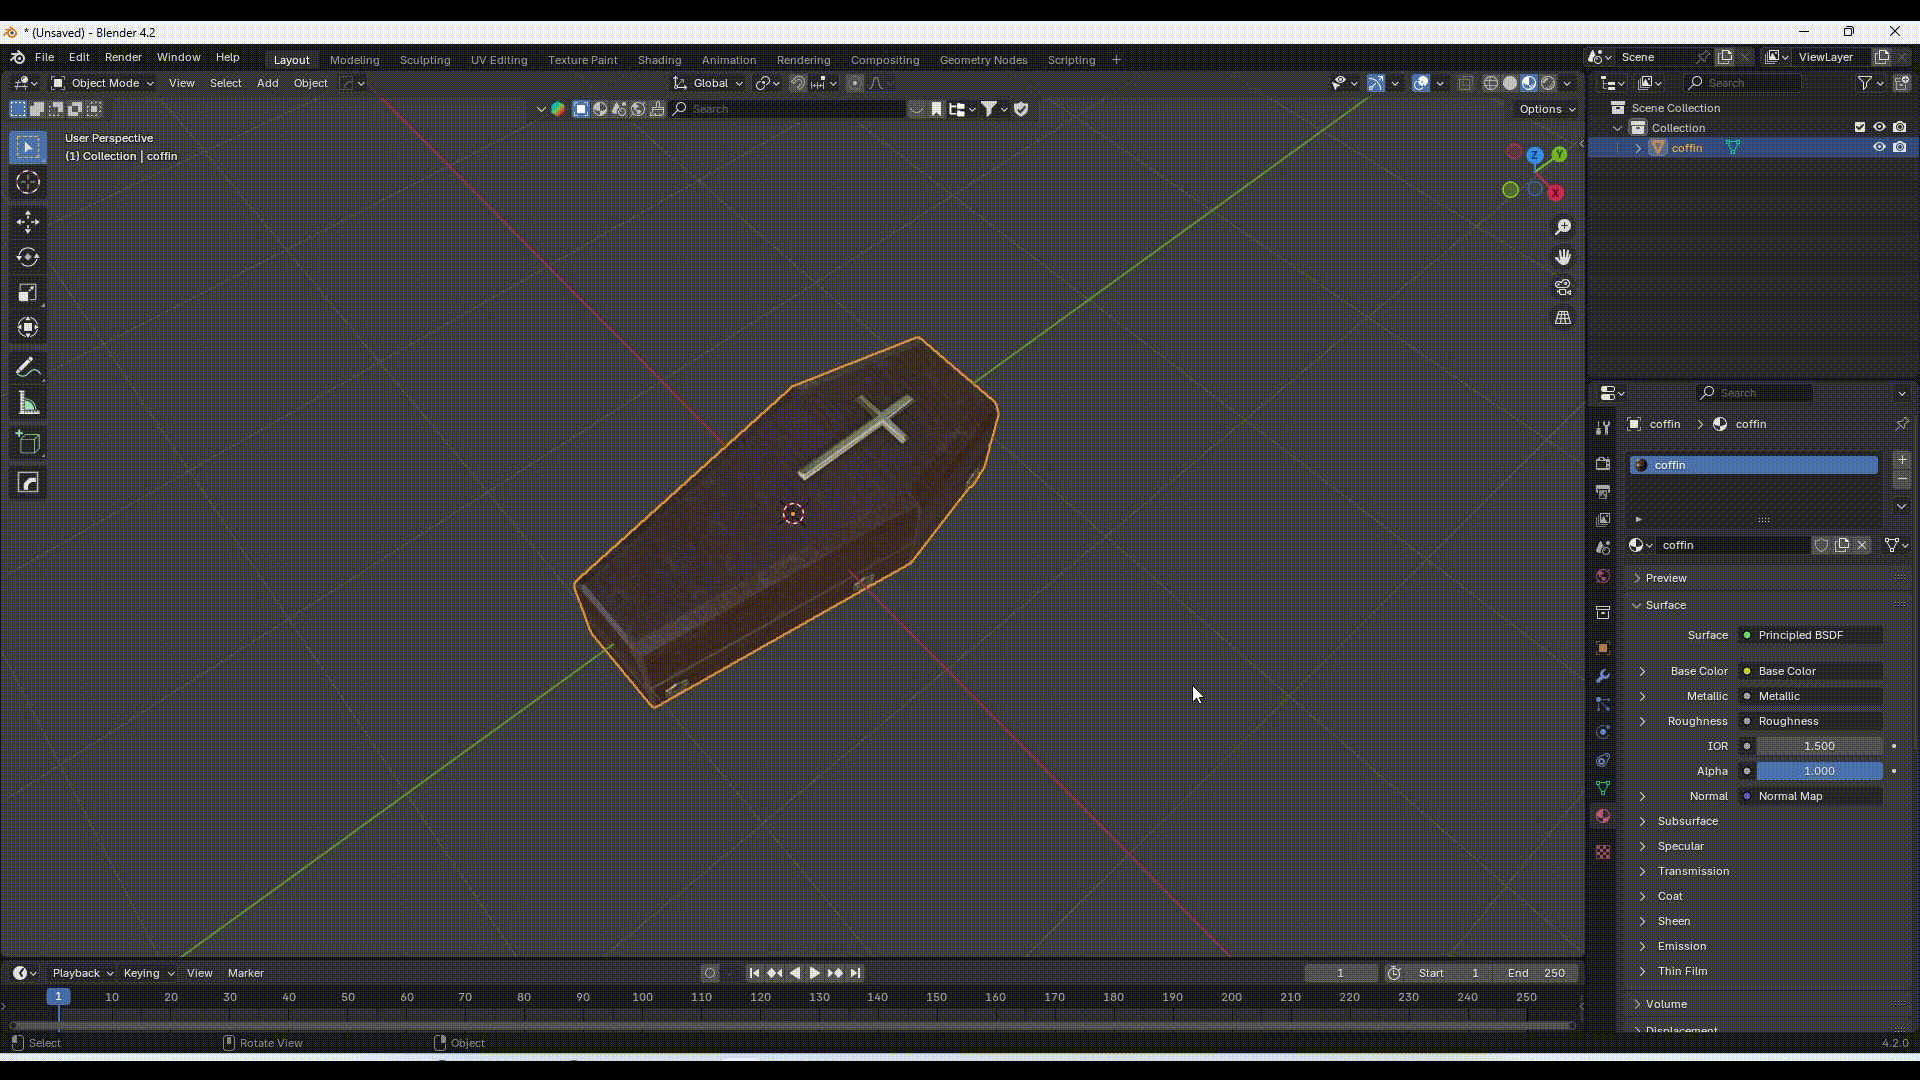 * (Unsaved) - Blender 4.2
File Edit Render Window Help Layout Modeling Sculpting UV Editing Texture Paint Shading Animation Rendering Compositing Geometry Nodes Scripting + Scene ViewLayer
Object Mode View Select Add Object Global Search
Search Options
User Perspective
(1) Collection | coffin
Z Y X
Scene Collection
Collection
coffin
Search
coffin > coffin
coffin
coffin
Preview
Surface
Surface Principled BSDF
Base Color Base Color
Metallic Metallic
Roughness Roughness
IOR 1.500
Alpha 1.000
Normal Normal Map
Subsurface
Specular
Transmission
Coat
Sheen
Emission
Thin Film
Volume
Displacement
Playback Keying View Marker 1 Start 1 End 250
1 10 20 30 40 50 60 70 80 90 100 110 120 130 140 150 160 170 180 190 200 210 220 230 240 250
Select Rotate View Object 4.2.0